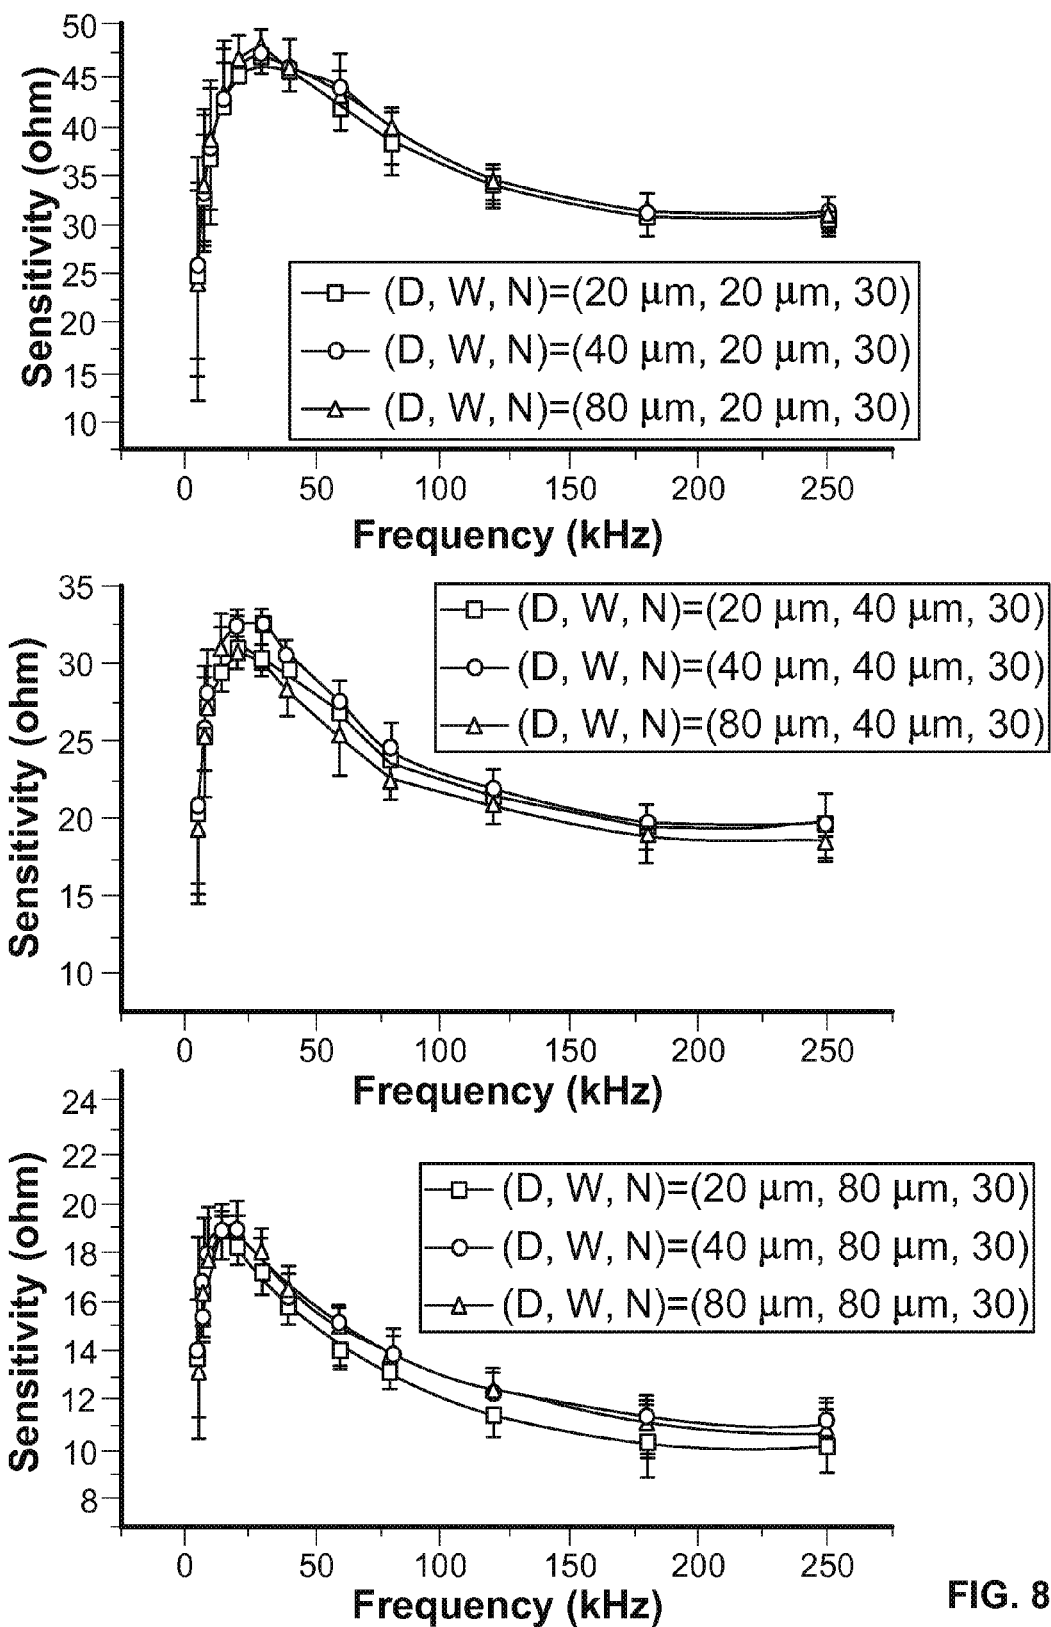 50
45
40
35
30
25
20
15
10
Sensitivity (ohm)
(D, W, N)=(20 μm, 20 μm, 30)
(D, W, N)=(40 μm, 20 μm, 30)
(D, W, N)=(80 μm, 20 μm, 30)
0 50 100 150 200 250
Frequency (kHz)
35
30
25
20
15
10
Sensitivity (ohm)
(D, W, N)=(20 μm, 40 μm, 30)
(D, W, N)=(40 μm, 40 μm, 30)
(D, W, N)=(80 μm, 40 μm, 30)
0 50 100 150 200 250
Frequency (kHz)
24
22
20
18
16
14
12
10
8
Sensitivity (ohm)
(D, W, N)=(20 μm, 80 μm, 30)
(D, W, N)=(40 μm, 80 μm, 30)
(D, W, N)=(80 μm, 80 μm, 30)
0 50 100 150 200 250
Frequency (kHz)
FIG. 8